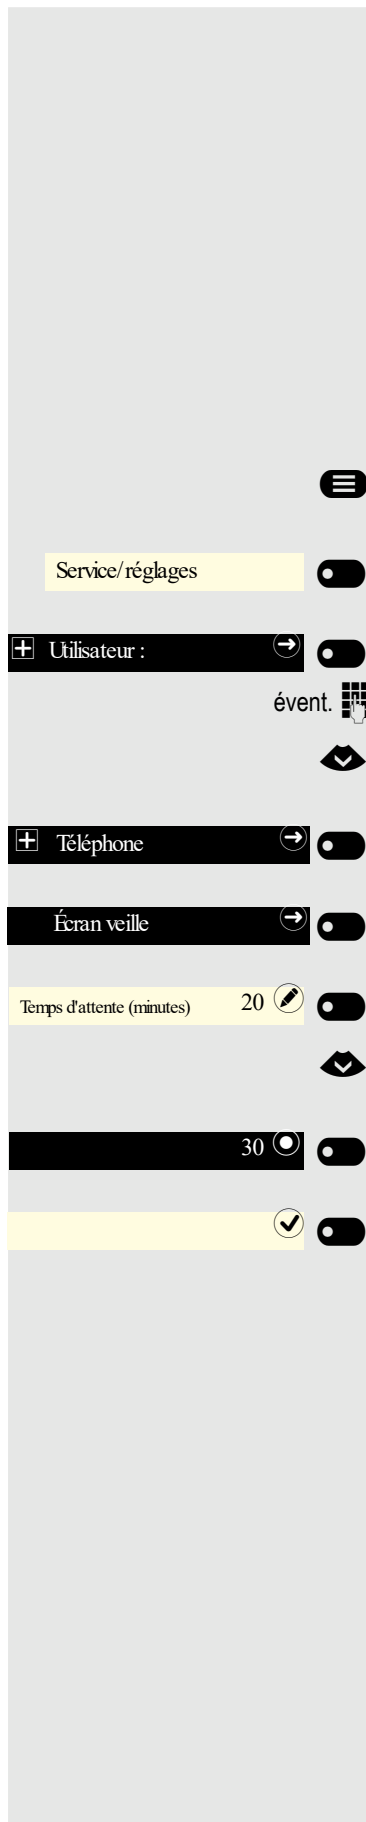 Service/réglages
Utilisateur :
évent.
Téléphone
Écran veille
Temps d'attente (minutes) 20
30